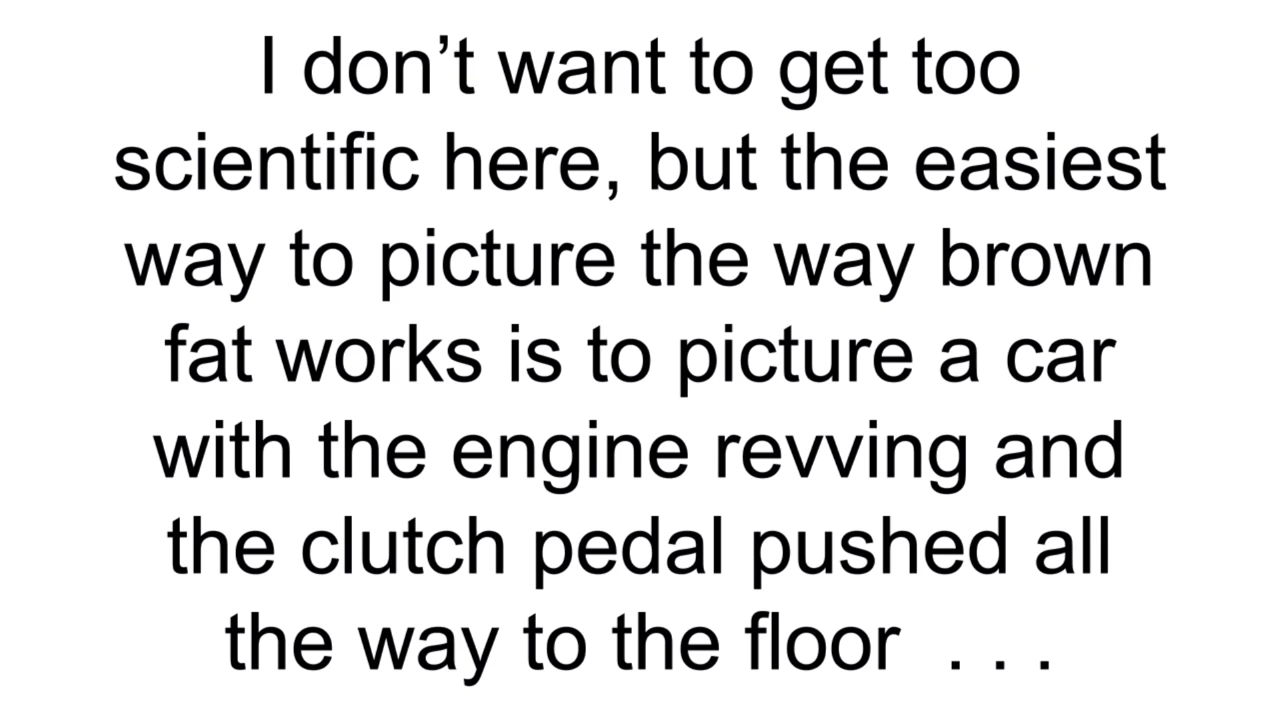 I don’t want to get too
scientific here, but the easiest
way to picture the way brown
fat works is to picture a car
with the engine revving and
the clutch pedal pushed all
the way to the floor  . . .